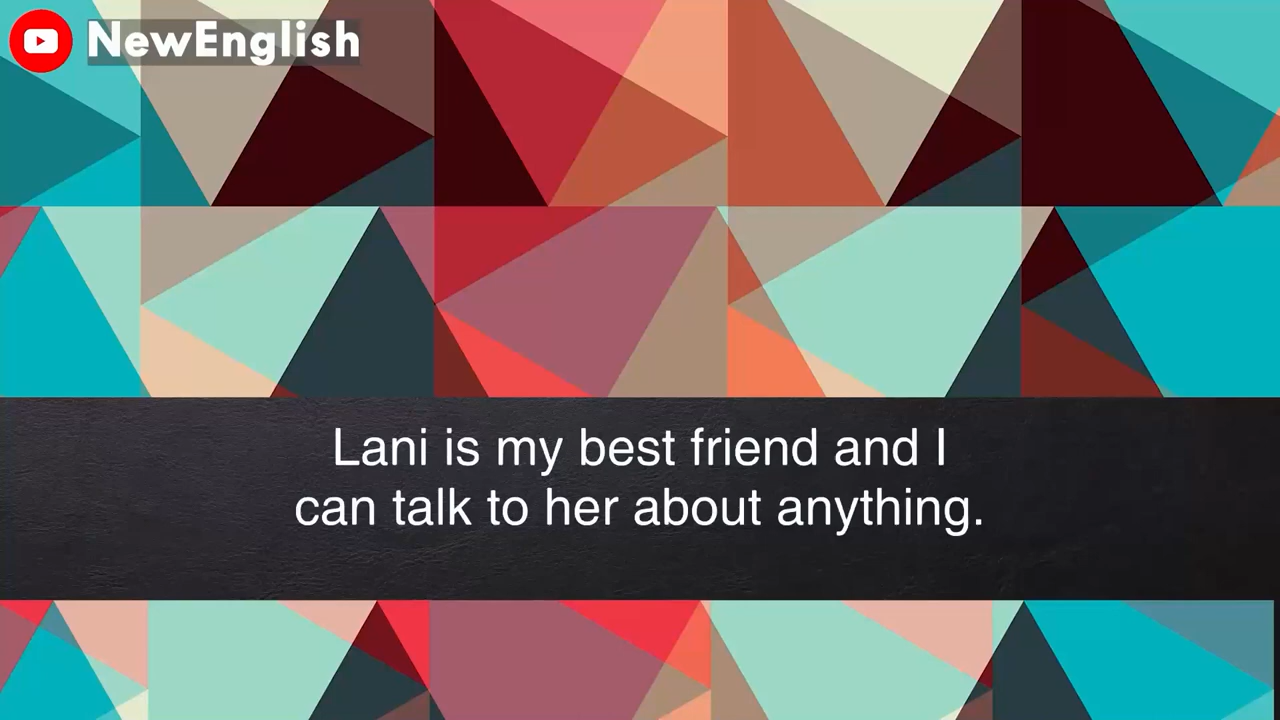 NewEnglish
Lani is my best friend and I
can talk to her about anything.